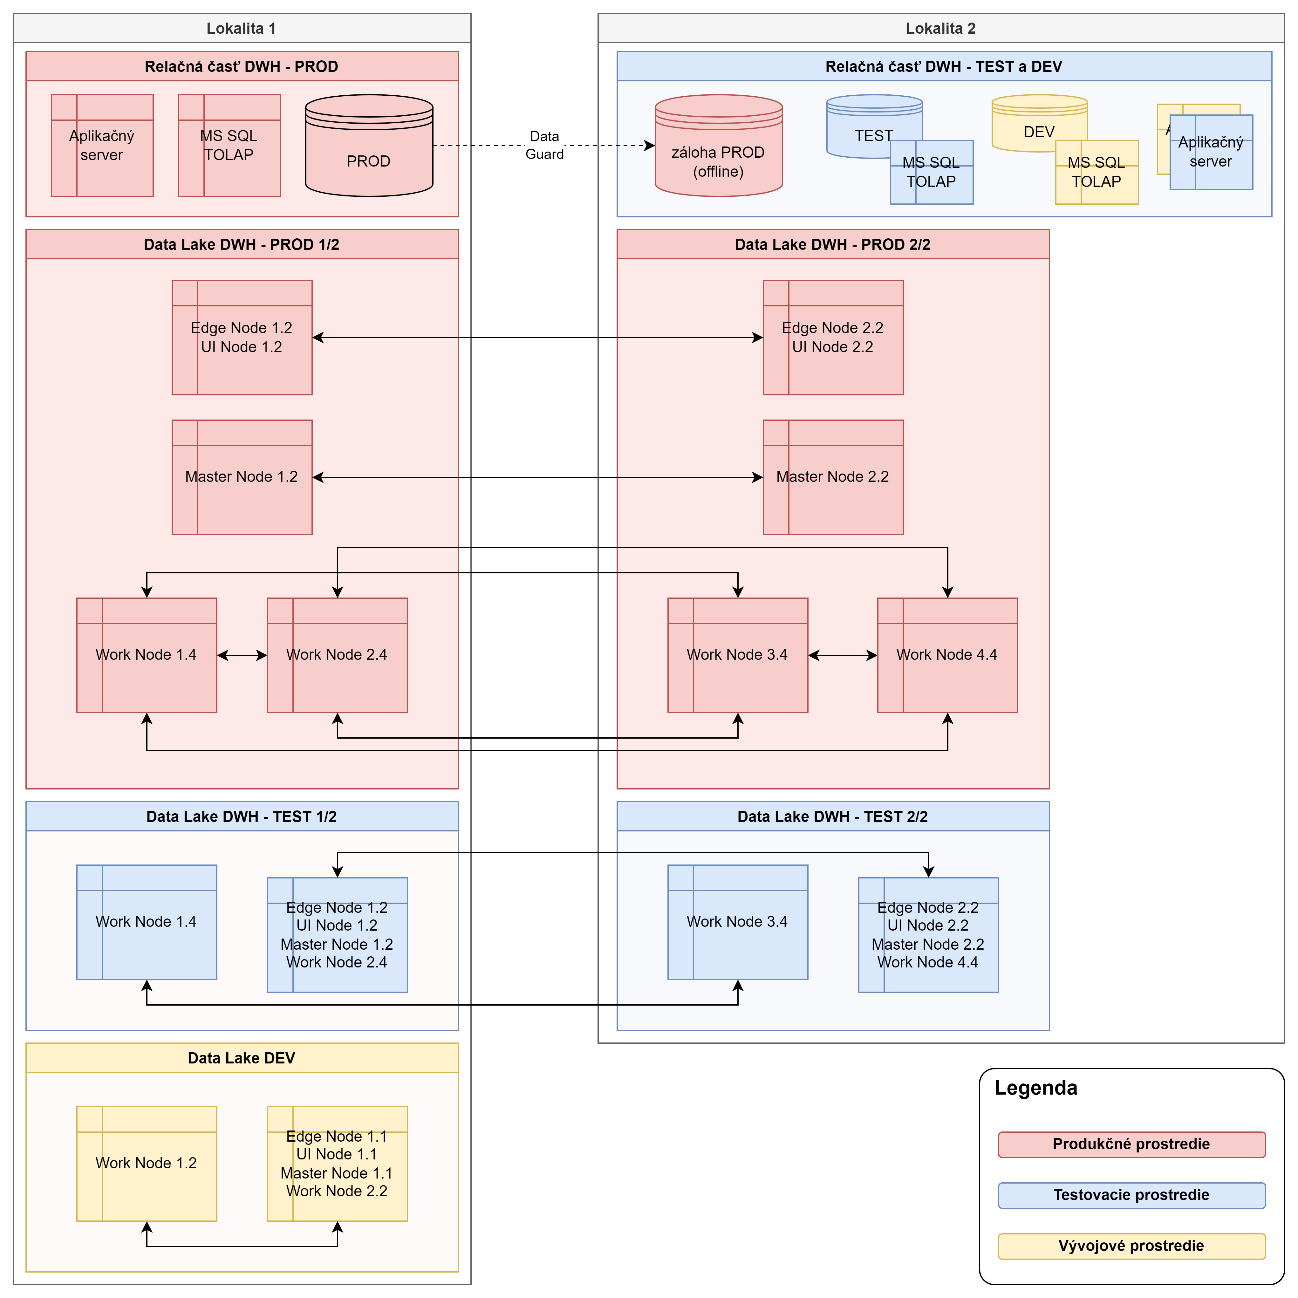 Lokalita 1
Lokalita 2
Relačná časť DWH - PROD
Aplikačný
server
MS SQL
TOLAP
PROD
Data
Guard
Relačná časť DWH - TEST a DEV
záloha PROD
(offline)
TEST
MS SQL
TOLAP
DEV
MS SQL
TOLAP
Aplikačný
server
Data Lake DWH - PROD 1/2
Edge Node 1.2
UI Node 1.2
Master Node 1.2
Work Node 1.4
Work Node 2.4
Data Lake DWH - PROD 2/2
Edge Node 2.2
UI Node 2.2
Master Node 2.2
Work Node 3.4
Work Node 4.4
Data Lake DWH - TEST 1/2
Work Node 1.4
Edge Node 1.2
UI Node 1.2
Master Node 1.2
Work Node 2.4
Data Lake DWH - TEST 2/2
Work Node 3.4
Edge Node 2.2
UI Node 2.2
Master Node 2.2
Work Node 4.4
Data Lake DEV
Work Node 1.2
Edge Node 1.1
UI Node 1.1
Master Node 1.1
Work Node 2.2
Legenda
Produkčné prostredie
Testovacie prostredie
Vývojové prostredie